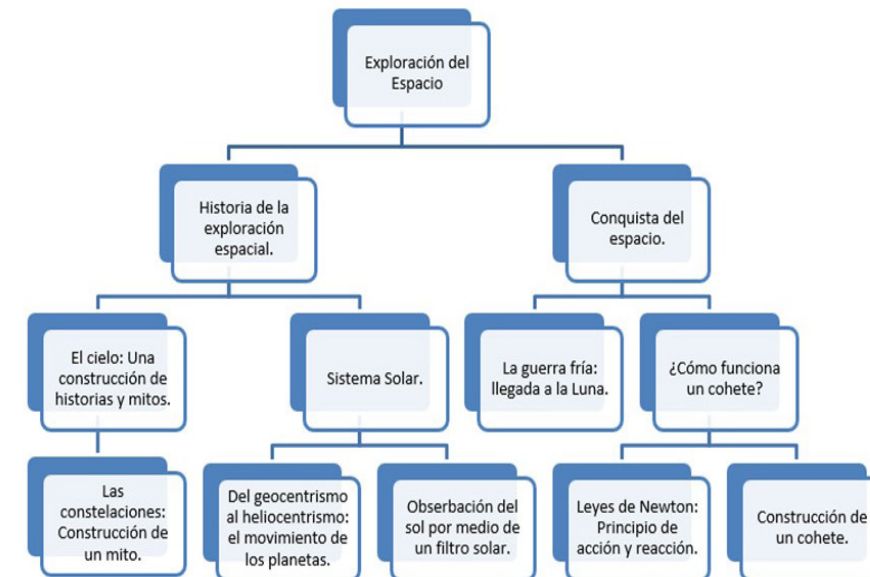 Exploración del
Espacio
Historia de la
exploración
espacial.
Conquista del
espacio.
El cielo: Una
construcción de
historias y mitos.
Sistema Solar.
La guerra fría:
llegada a la Luna.
¿Cómo funciona
un cohete?
Las
constelaciones:
Construcción de
un mito.
Del geocentrismo
al heliocentrismo:
el movimiento de
los planetas.
Obserbación del
sol por medio de
un filtro solar.
Leyes de Newton:
Principio de
acción y reacción.
Construcción de
un cohete.